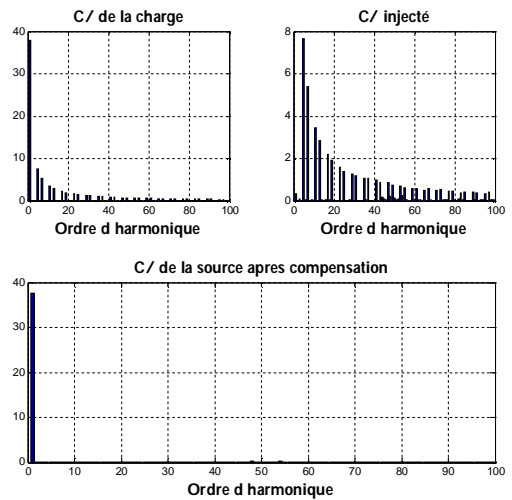 C/ de la charge
40
30
20
10
0
0 20 40 60 80 100
Ordre d harmonique
C/ injecté
8
6
4
2
0
0 20 40 60 80 100
Ordre d harmonique
C/ de la source apres compensation
40
30
20
10
0
0 10 20 30 40 50 60 70 80 90 100
Ordre d harmonique